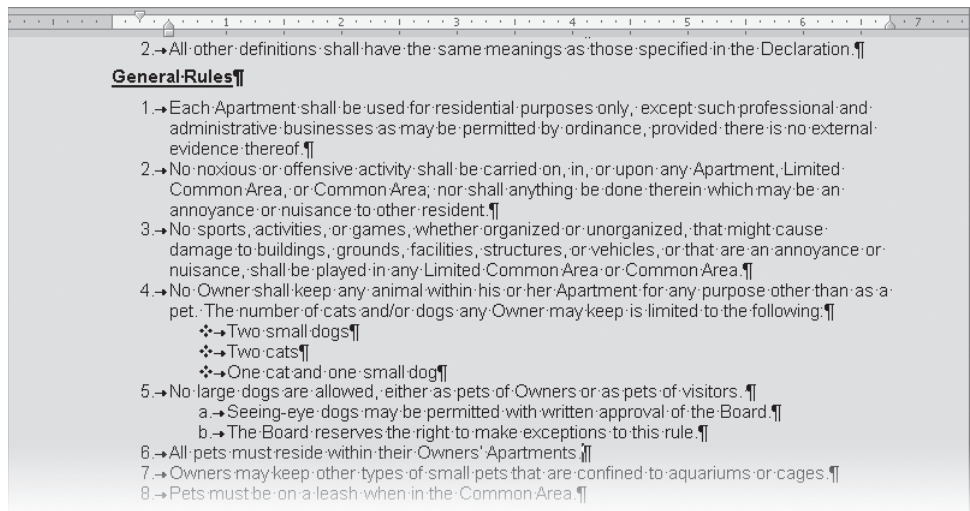 1 2 3 4 5 6 7
2. All other definitions shall have the same meanings as those specified in the Declaration.¶
General Rules¶
1. Each Apartment shall be used for residential purposes only, except such professional and
administrative businesses as may be permitted by ordinance, provided there is no external
evidence thereof.¶
2. No noxious or offensive activity shall be carried on, in, or upon any Apartment, Limited
Common Area, or Common Area; nor shall anything be done therein which may be an
annoyance or nuisance to other resident.¶
3. No sports, activities, or games, whether organized or unorganized, that might cause
damage to buildings, grounds, facilities, structures, or vehicles, or that are an annoyance or
nuisance, shall be played in any Limited Common Area or Common Area.¶
4. No Owner shall keep any animal within his or her Apartment for any purpose other than as a
pet. The number of cats and/or dogs any Owner may keep is limited to the following:¶
❖ Two small dogs¶
❖ Two cats¶
❖ One cat and one small dog¶
5. No large dogs are allowed, either as pets of Owners or as pets of visitors. ¶
a. Seeing-eye dogs may be permitted with written approval of the Board.¶
b. The Board reserves the right to make exceptions to this rule.¶
6. All pets must reside within their Owners' Apartments.¶
7. Owners may keep other types of small pets that are confined to aquariums or cages.¶
8. Pets must be on a leash when in the Common Area.¶